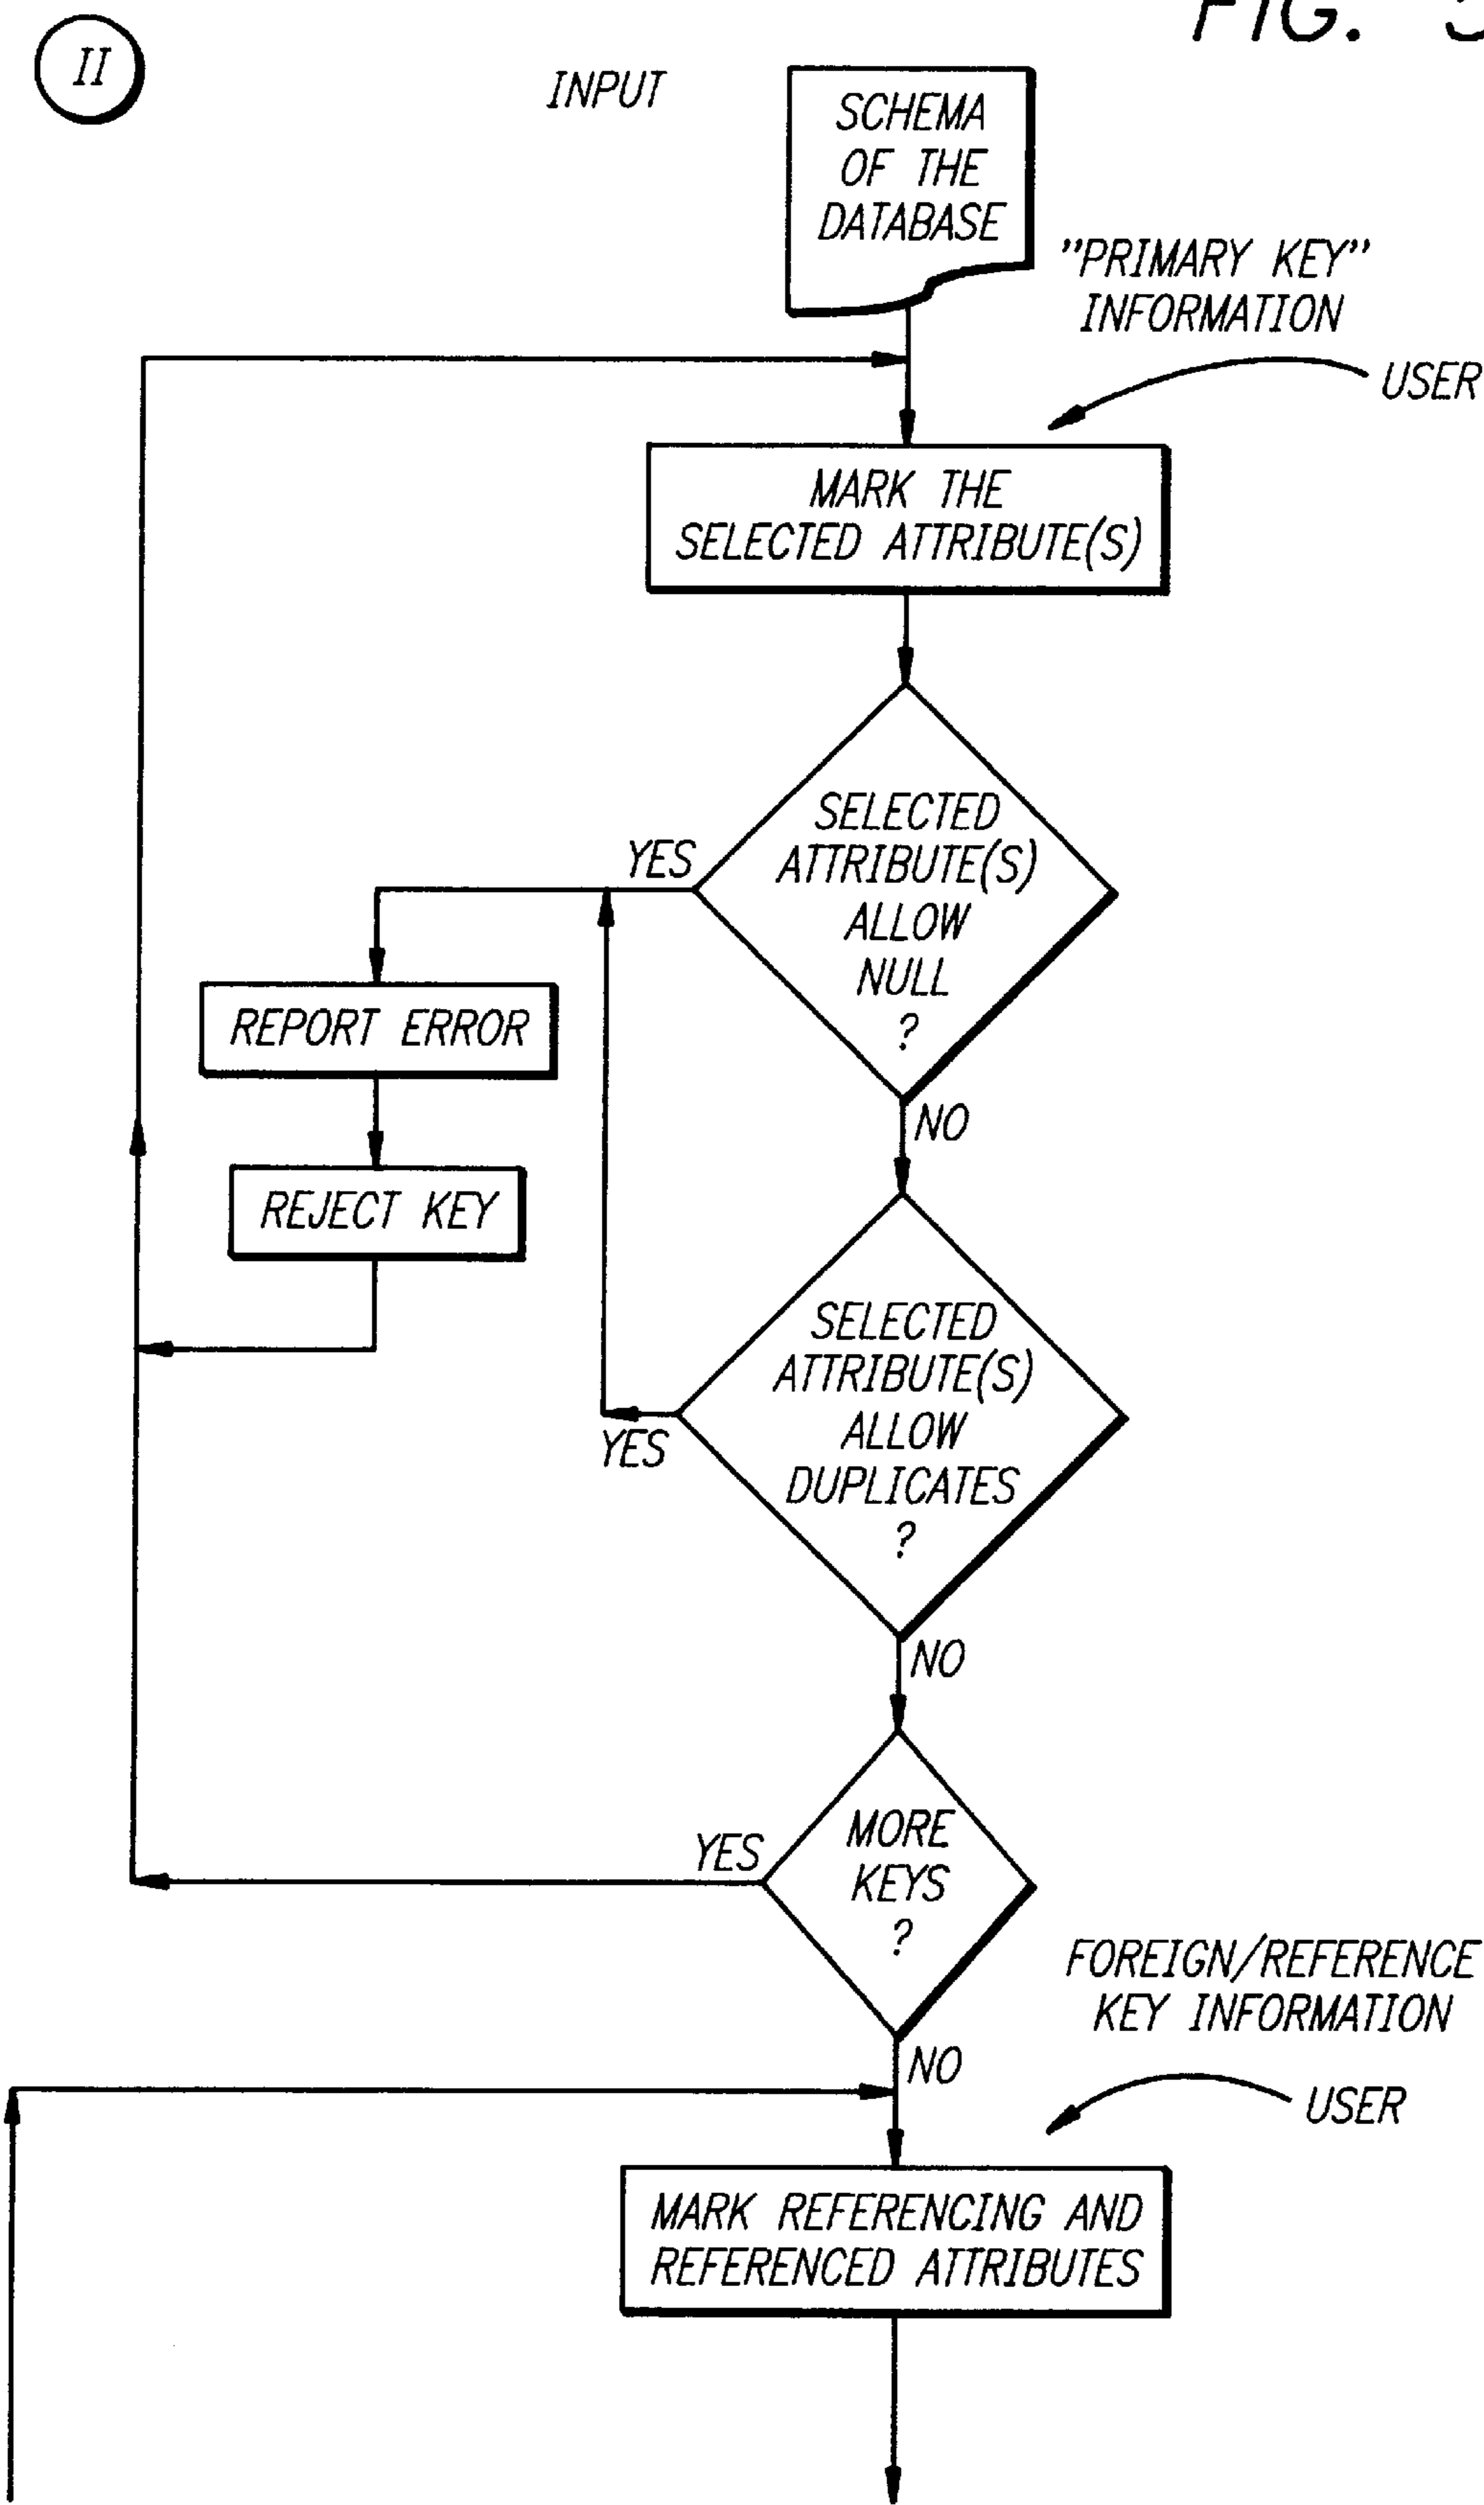 FIG.
II
INPUT
SCHEMA
OF THE
DATABASE
"PRIMARY KEY"
INFORMATION
USER
MARK THE
SELECTED ATTRIBUTE(S)
SELECTED
ATTRIBUTE(S)
ALLOW
NULL
?
YES
REPORT ERROR
NO
REJECT KEY
SELECTED
ATTRIBUTE(S)
ALLOW
DUPLICATES
?
YES
NO
MORE
KEYS
?
YES
FOREIGN/REFERENCE
KEY INFORMATION
NO
USER
MARK REFERENCING AND
REFERENCED ATTRIBUTES